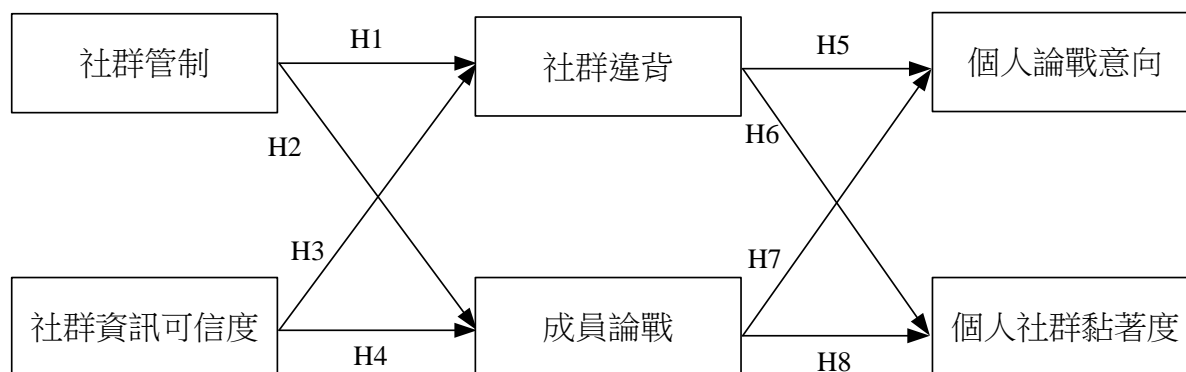 社群管制
H1
社群違背
H5
個人論戰意向
H2
H6
H3
H7
社群資訊可信度
H4
成員論戰
H8
個人社群黏著度